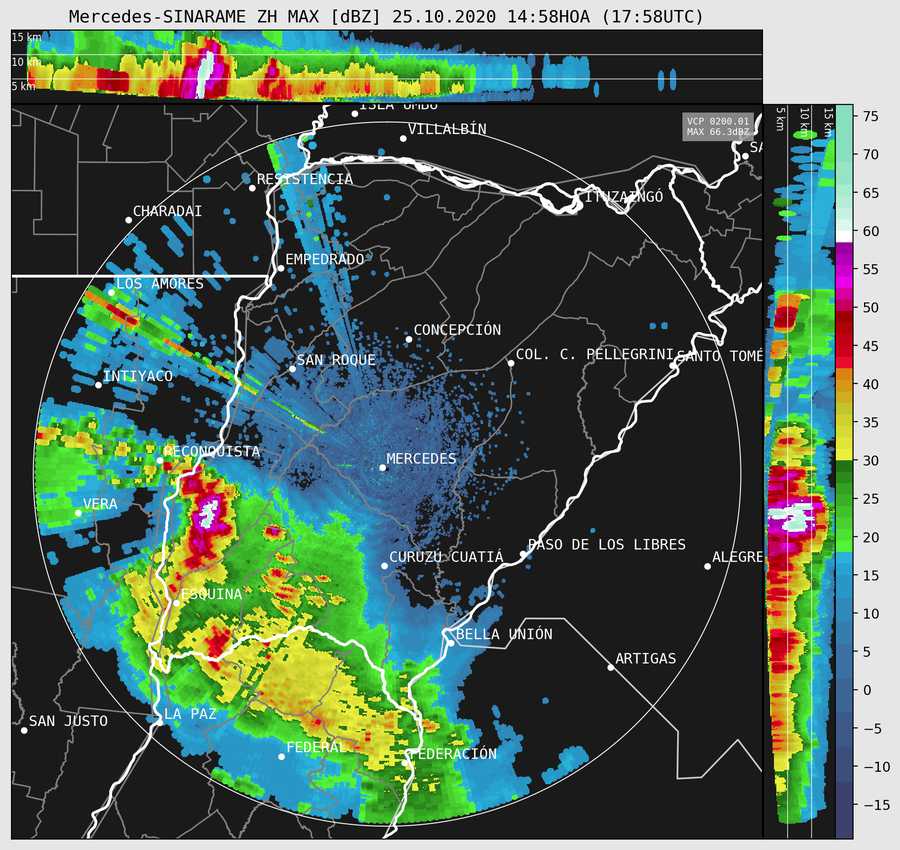 Mercedes-SINARAME ZH MAX [dBZ] 25.10.2020 14:58HOA (17:58UTC)
15 km
10 km
5 km
5 km
10 km
15 km
VCP 0200.01
MAX 66.3dBZ
ISLA UMBÚ
VILLALBÍN
SA
RESISTENCIA
ITUZAINGÓ
CHARADAI
EMPEDRADO
LOS AMORES
CONCEPCIÓN
SAN ROQUE
COL. C. PELLEGRINI
SANTO TOMÉ
INTIYACO
RECONQUISTA
MERCEDES
VERA
CURUZÚ CUATIÁ
PASO DE LOS LIBRES
ALEGRE
ESQUINA
BELLA UNIÓN
ARTIGAS
SAN JUSTO
LA PAZ
FEDERAL
FEDERACIÓN
75
70
65
60
55
50
45
40
35
30
25
20
15
10
5
0
−5
−10
−15